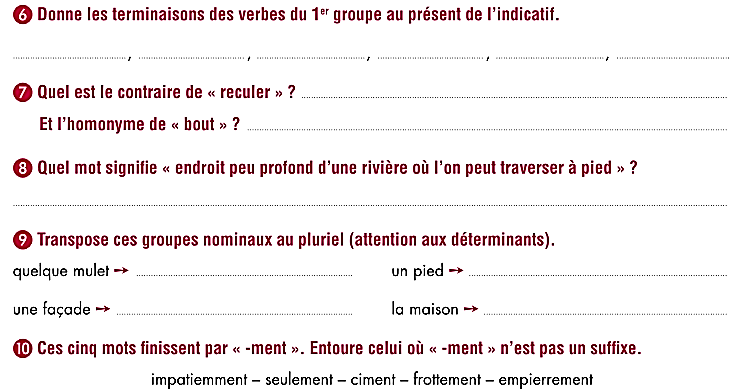 6 Donne les terminaisons des verbes du 1er groupe au présent de l'indicatif.
, , , , ,
7 Quel est le contraire de « reculer » ?
Et l'homonyme de « bout » ?
8 Quel mot signifie « endroit peu profond d'une rivière où l'on peut traverser à pied » ?
9 Transpose ces groupes nominaux au pluriel (attention aux déterminants).
quelque mulet → un pied →
une façade → la maison →
10 Ces cinq mots finissent par « -ment ». Entoure celui où « -ment » n'est pas un suffixe.
impatiemment – seulement – ciment – frottement – empierrement